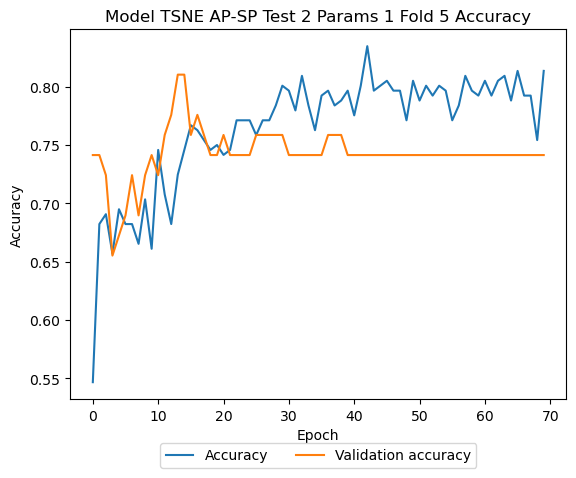 Model TSNE AP-SP Test 2 Params 1 Fold 5 Accuracy
Accuracy
0.80
0.75
0.70
0.65
0.60
0.55
0 10 20 30 40 50 60 70
Epoch
Accuracy Validation accuracy